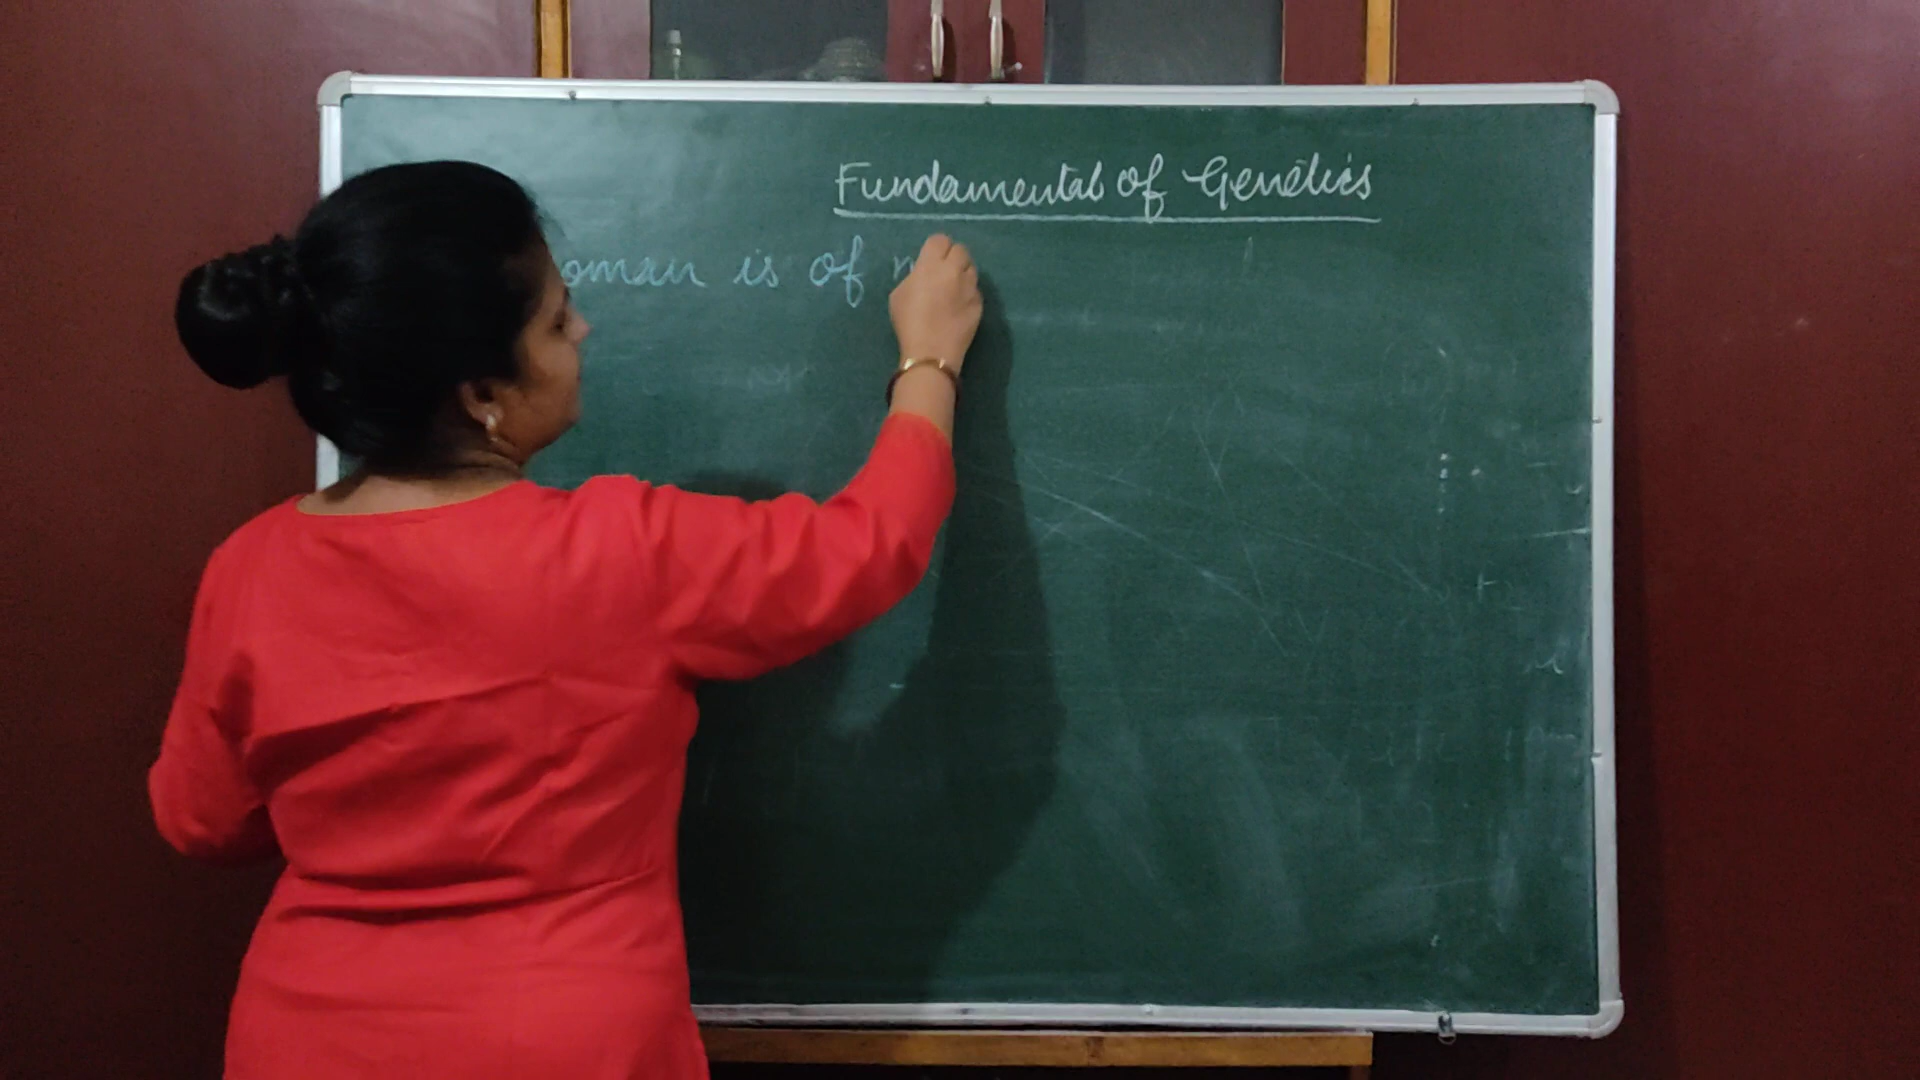 Fundamental of Genetics
oman is of